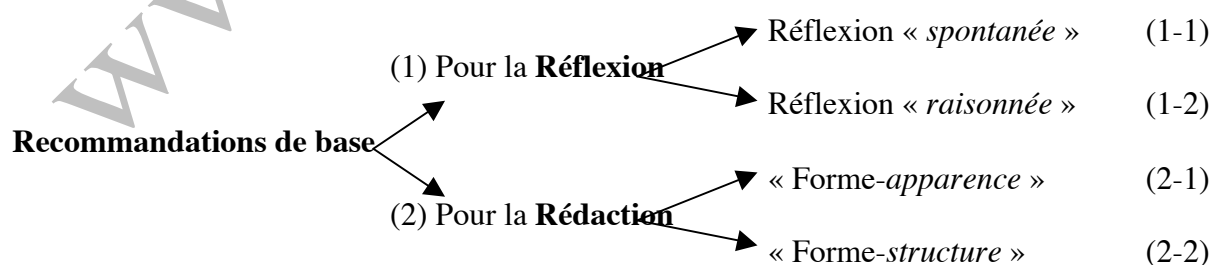 Réflexion « spontanée » (1-1)
(1) Pour la Réflexion
Réflexion « raisonnée » (1-2)
Recommandations de base
« Forme-apparence » (2-1)
(2) Pour la Rédaction
« Forme-structure » (2-2)